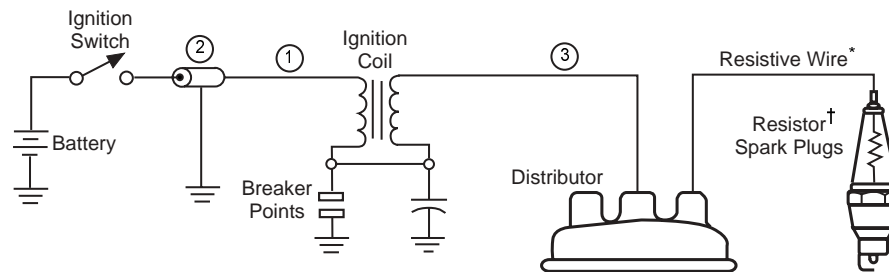 Ignition
Switch
2
1
Ignition
Coil
3
Resistive Wire*
Battery
Resistor†
Spark Plugs
Breaker
Points
Distributor